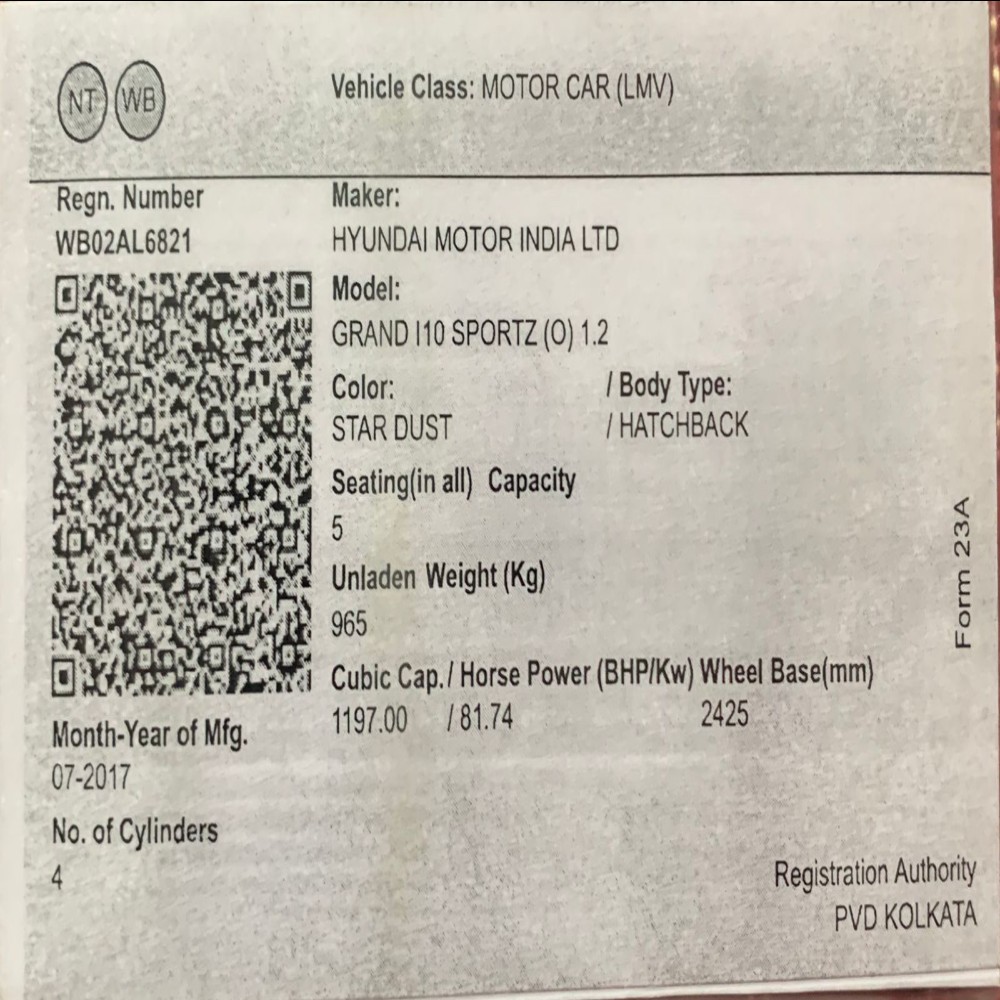 NT WB
Vehicle Class: MOTOR CAR (LMV)
Regn. Number
WB02AL6821
Maker:
HYUNDAI MOTOR INDIA LTD
Model:
GRAND I10 SPORTZ (O) 1.2
Color: / Body Type:
STAR DUST / HATCHBACK
Seating(in all) Capacity
5
Unladen Weight (Kg)
965
Cubic Cap. / Horse Power (BHP/Kw) Wheel Base(mm)
1197.00 / 81.74 2425
Month-Year of Mfg.
07-2017
No. of Cylinders
4
Form 23A
Registration Authority
PVD KOLKATA